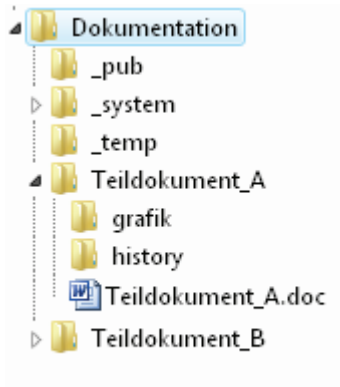 Dokumentation
_pub
_system
_temp
Teildokument_A
grafik
history
Teildokument_A.doc
Teildokument_B